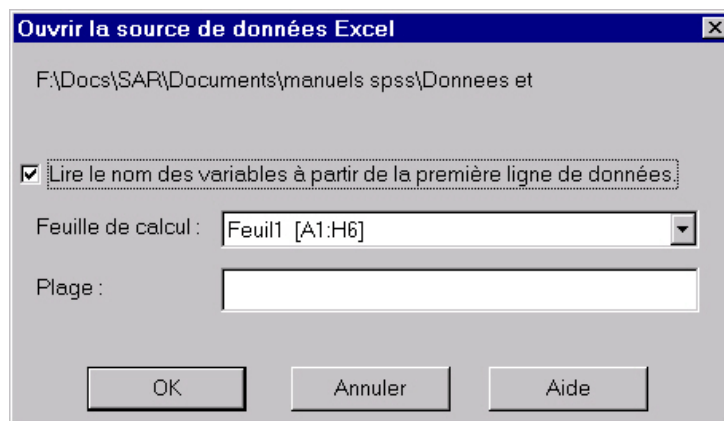 Ouvrir la source de données Excel
F:\Docs\SAR\Documents\manuels spss\Donnees et
Lire le nom des variables à partir de la première ligne de données.
Feuille de calcul : Feuil1 [A1:H6]
Plage :
OK Annuler Aide